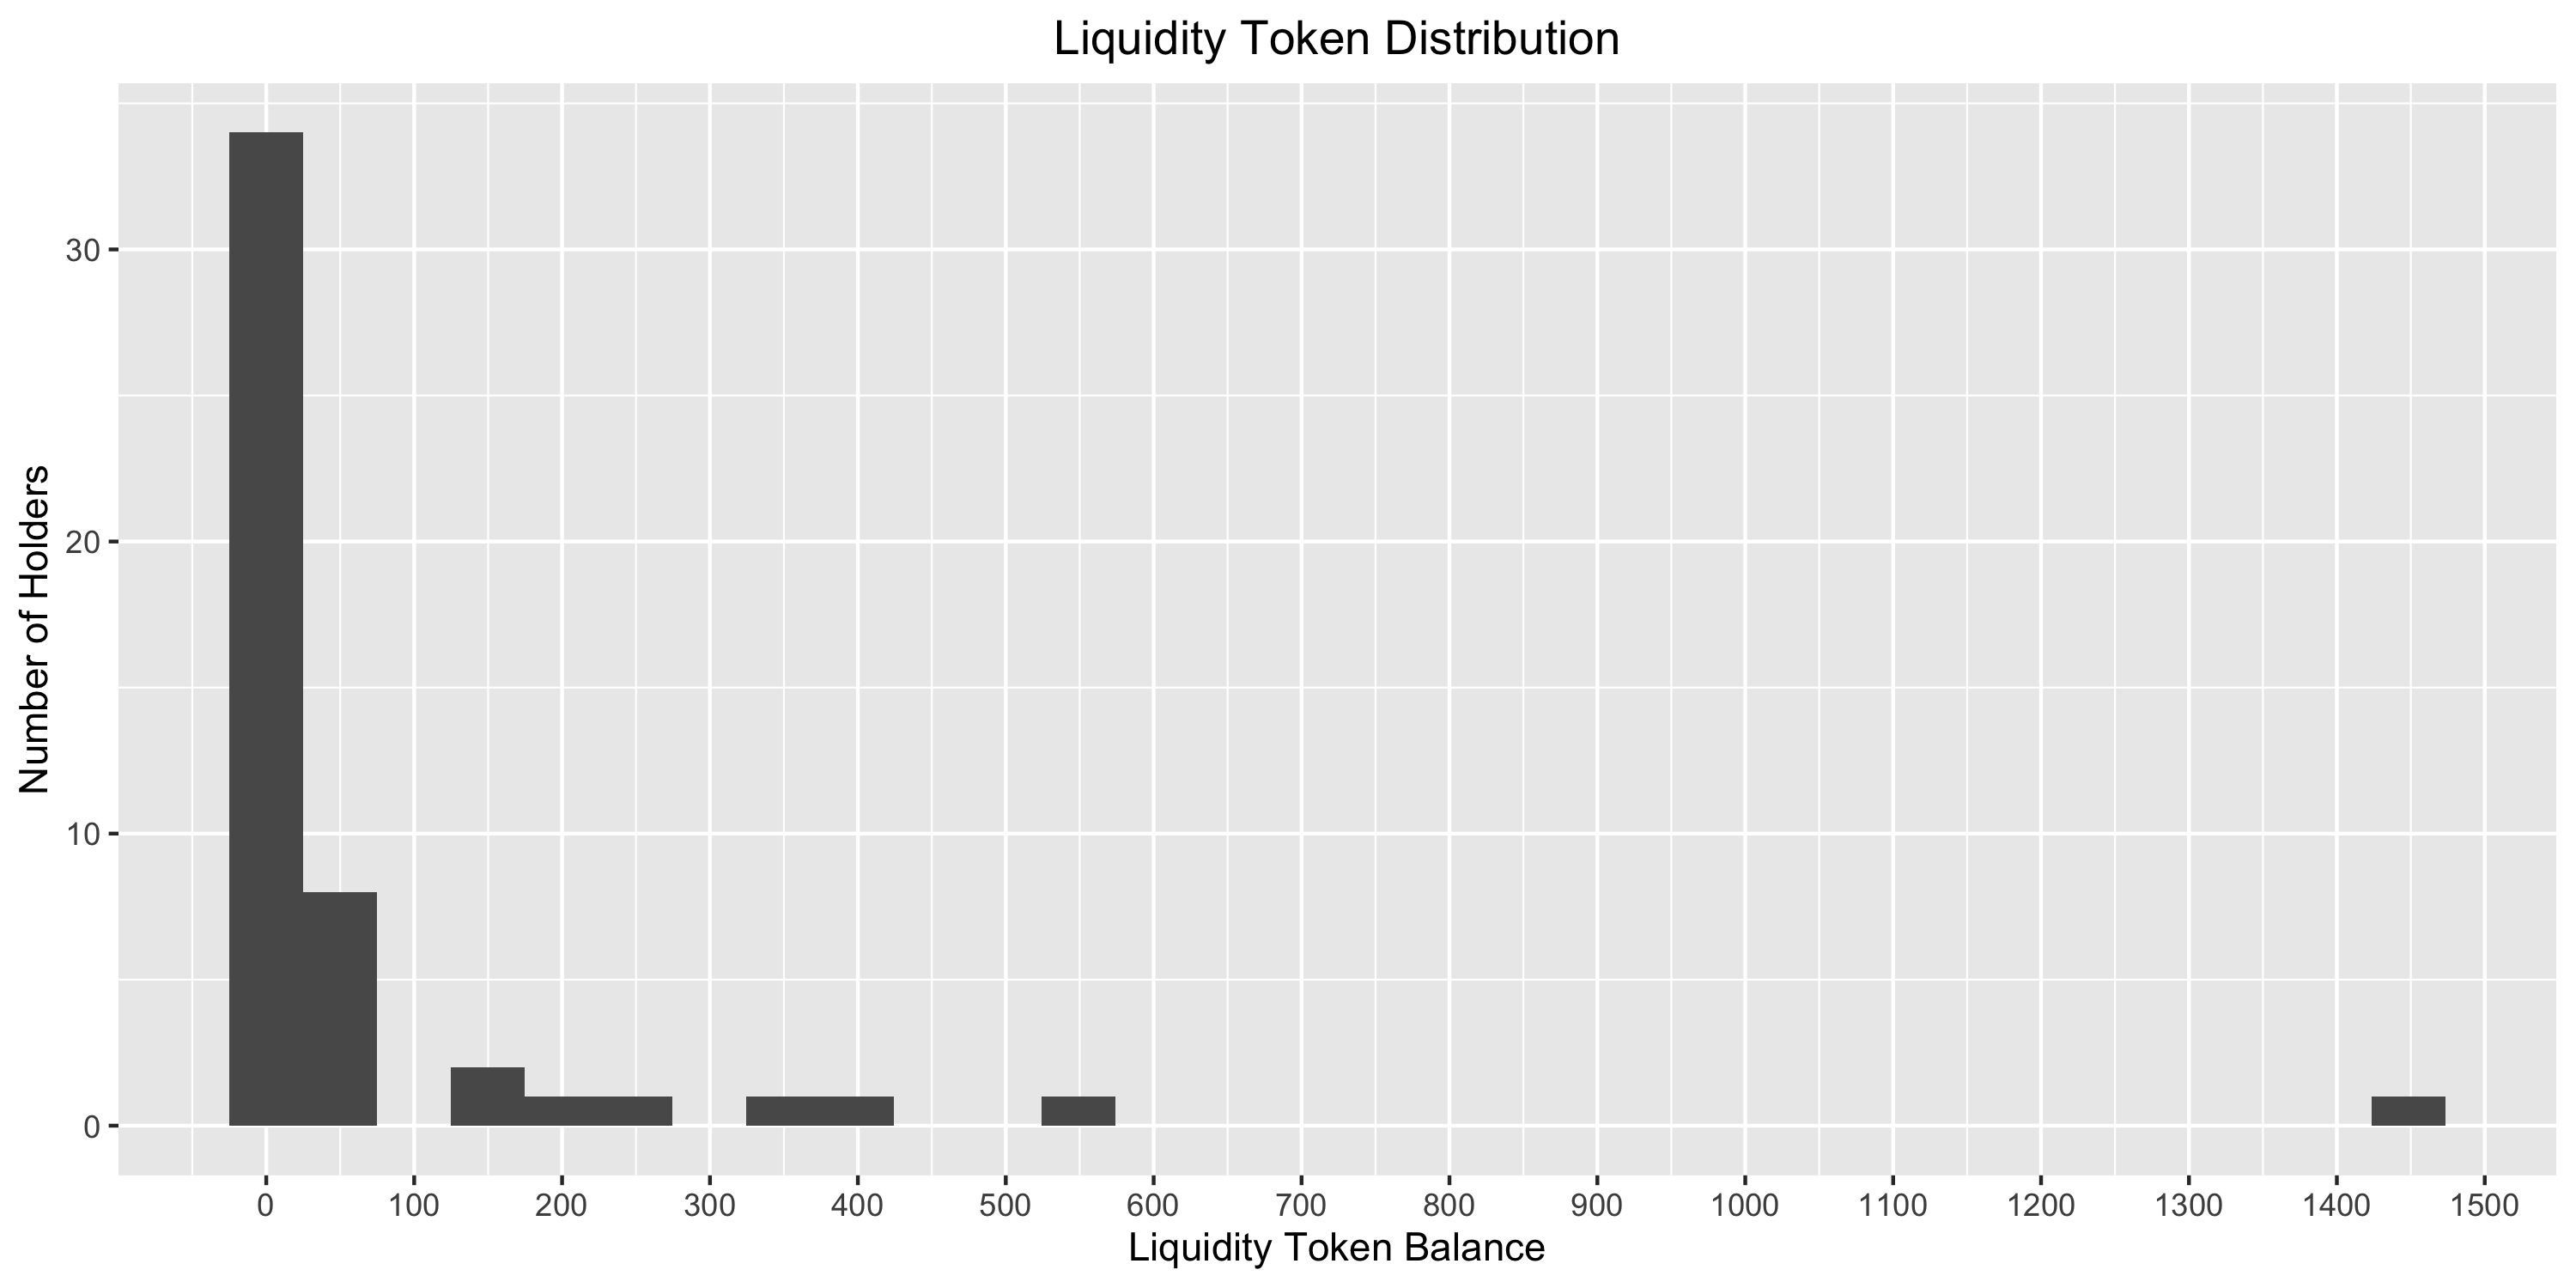 Liquidity Token Distribution
Number of Holders
30
20
10
0
0 100 200 300 400 500 600 700 800 900 1000 1100 1200 1300 1400 1500
Liquidity Token Balance